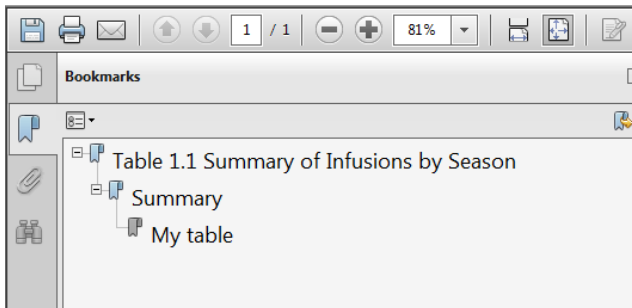 1 / 1 81%
Bookmarks
Table 1.1 Summary of Infusions by Season
Summary
My table